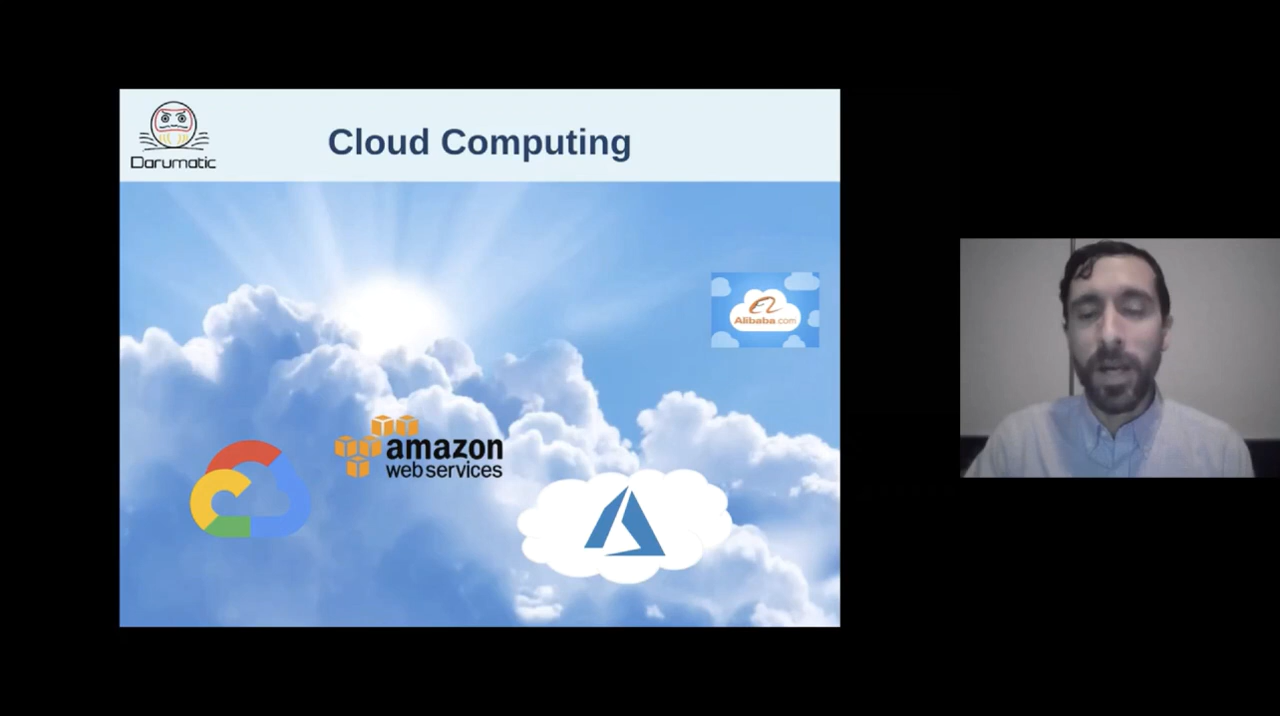 Darumatic
Cloud Computing
Alibaba.com
amazon
web services